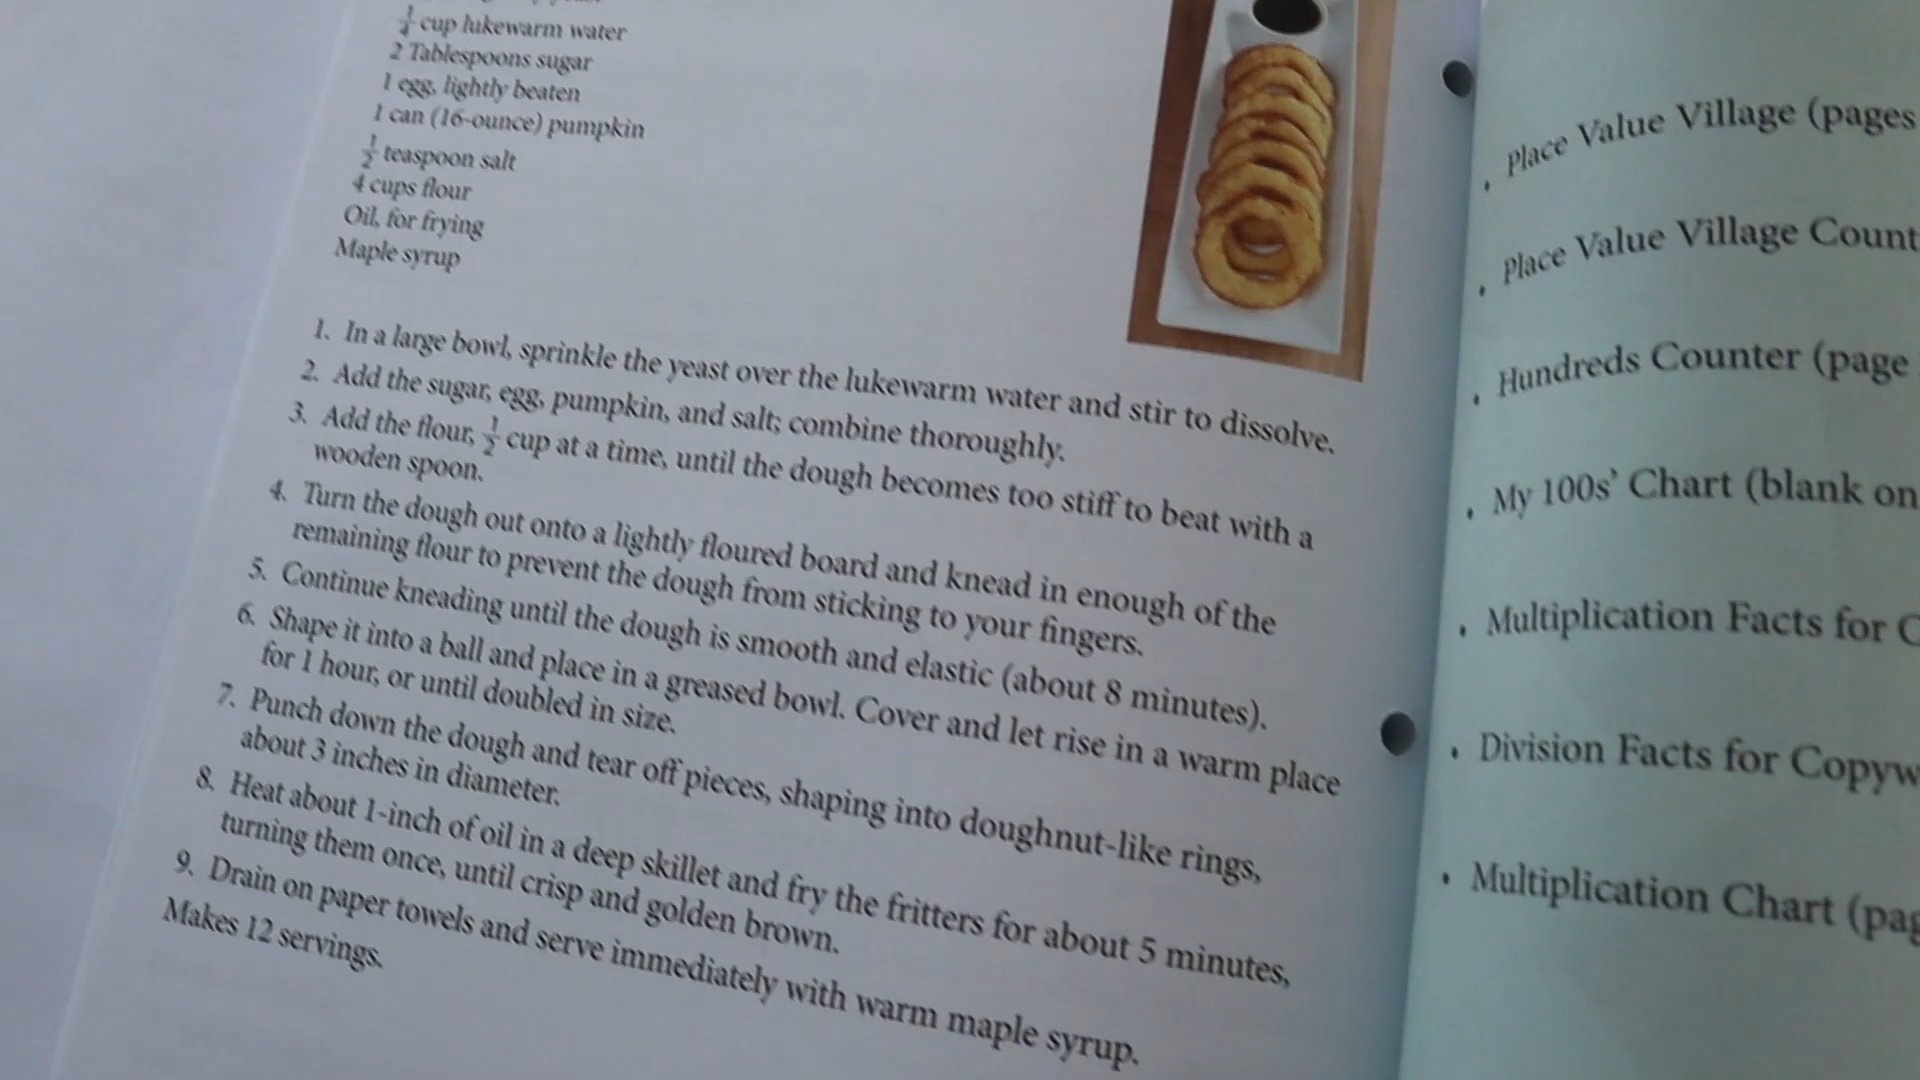 1/4 cup lukewarm water
2 Tablespoons sugar
1 egg, lightly beaten
1 can (16-ounce) pumpkin
1/2 teaspoon salt
4 cups flour
Oil, for frying
Maple syrup
1. In a large bowl, sprinkle the yeast over the lukewarm water and stir to dissolve.
2. Add the sugar, egg, pumpkin, and salt; combine thoroughly.
3. Add the flour, 1/2 cup at a time, until the dough becomes too stiff to beat with a
wooden spoon.
4. Turn the dough out onto a lightly floured board and knead in enough of the
remaining flour to prevent the dough from sticking to your fingers.
5. Continue kneading until the dough is smooth and elastic (about 8 minutes).
6. Shape it into a ball and place in a greased bowl. Cover and let rise in a warm place
for 1 hour, or until doubled in size.
7. Punch down the dough and tear off pieces, shaping into doughnut-like rings,
about 3 inches in diameter.
8. Heat about 1-inch of oil in a deep skillet and fry the fritters for about 5 minutes,
turning them once, until crisp and golden brown.
9. Drain on paper towels and serve immediately with warm maple syrup.
Makes 12 servings.
• Place Value Village (pages
• Place Value Village Count
• Hundreds Counter (page
• My 100s' Chart (blank on
• Multiplication Facts for C
• Division Facts for Copyw
• Multiplication Chart (pag